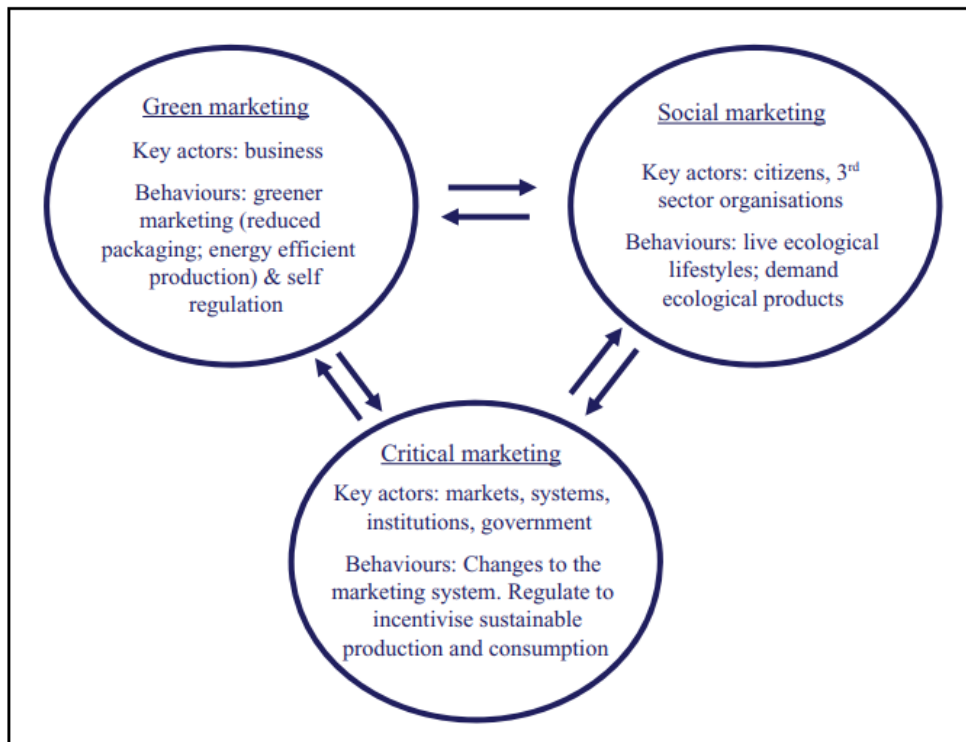 Green marketing
Key actors: business
Behaviours: greener
marketing (reduced
packaging; energy efficient
production) & self
regulation
Social marketing
Key actors: citizens, 3rd
sector organisations
Behaviours: live ecological
lifestyles; demand
ecological products
Critical marketing
Key actors: markets, systems,
institutions, government
Behaviours: Changes to the
marketing system. Regulate to
incentivise sustainable
production and consumption